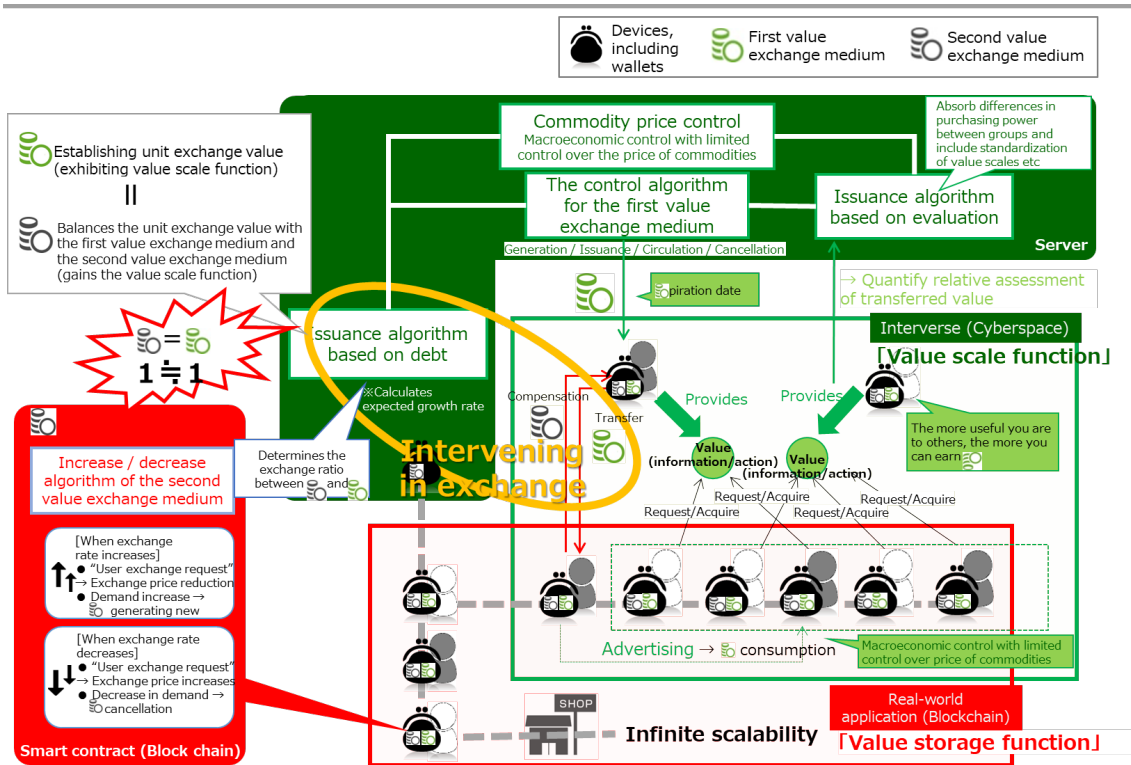 Devices,
including
wallets
First value
exchange medium
Second value
exchange medium
Absorb differences in
purchasing power
between groups and
include standardization
of value scales etc
Commodity price control
Macroeconomic control with limited
control over the price of commodities
Establishing unit exchange value
(exhibiting value scale function)
=
Balances the unit exchange value with
the first value exchange medium and
the second value exchange medium
(gains the value scale function)
The control algorithm
for the first value
exchange medium
Issuance algorithm
based on evaluation
Server
Generation / Issuance / Circulation / Cancellation
piration date
→ Quantify relative assessment
of transferred value
Interverse (Cyberspace)
「Value scale function」
Issuance algorithm
based on debt
=
1≒1
※Calculates
expected growth rate
Compensation
Transfer
Provides
Provides
Intervening
in exchange
Value
(information/action)
Value
(information/action)
The more useful you are
to others, the more you
can earn
Determines the
exchange ratio
between and
Increase / decrease
algorithm of the second
value exchange medium
Request/Acquire
Request/Acquire
Request/Acquire
Request/Acquire
[When exchange
rate increases]
● "User exchange request"
→ Exchange price reduction
● Demand increase →
generating new
[When exchange rate
decreases]
● "User exchange request"
→ Exchange price increases
● Decrease in demand →
cancellation
Smart contract (Block chain)
Advertising → consumption
Macroeconomic control with limited
control over price of commodities
SHOP
Infinite scalability
Real-world
application (Blockchain)
「Value storage function」